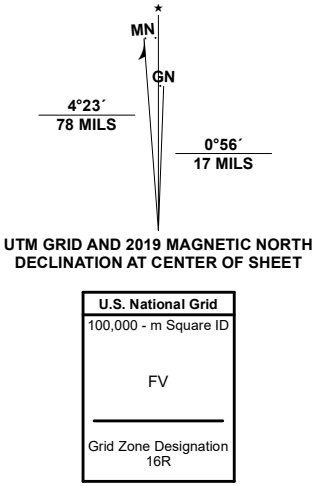 MN
GN
4°23´
78 MILS
0°56´
17 MILS
UTM GRID AND 2019 MAGNETIC NORTH
DECLINATION AT CENTER OF SHEET
U.S. National Grid
100,000 - m Square ID
FV
Grid Zone Designation
16R